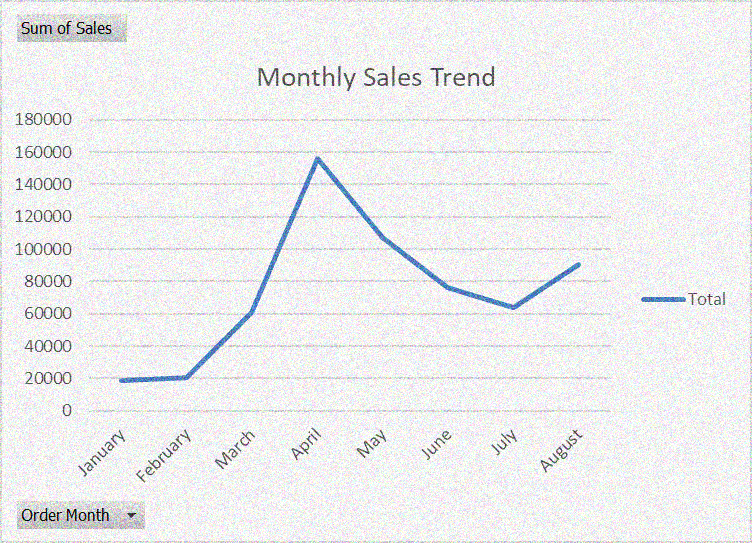 Sum of Sales
Monthly Sales Trend
180000
160000
140000
120000
100000
80000
60000
40000
20000
0
January
February
March
April
May
June
July
August
Total
Order Month